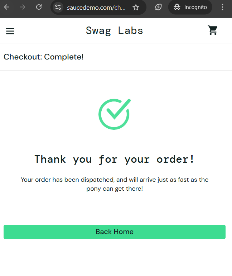 saucedemo.com/ch...
Incognito
Swag Labs
Checkout: Complete!
Thank you for your order!
Your order has been dispatched, and will arrive just as fast as the
pony can get there!
Back Home